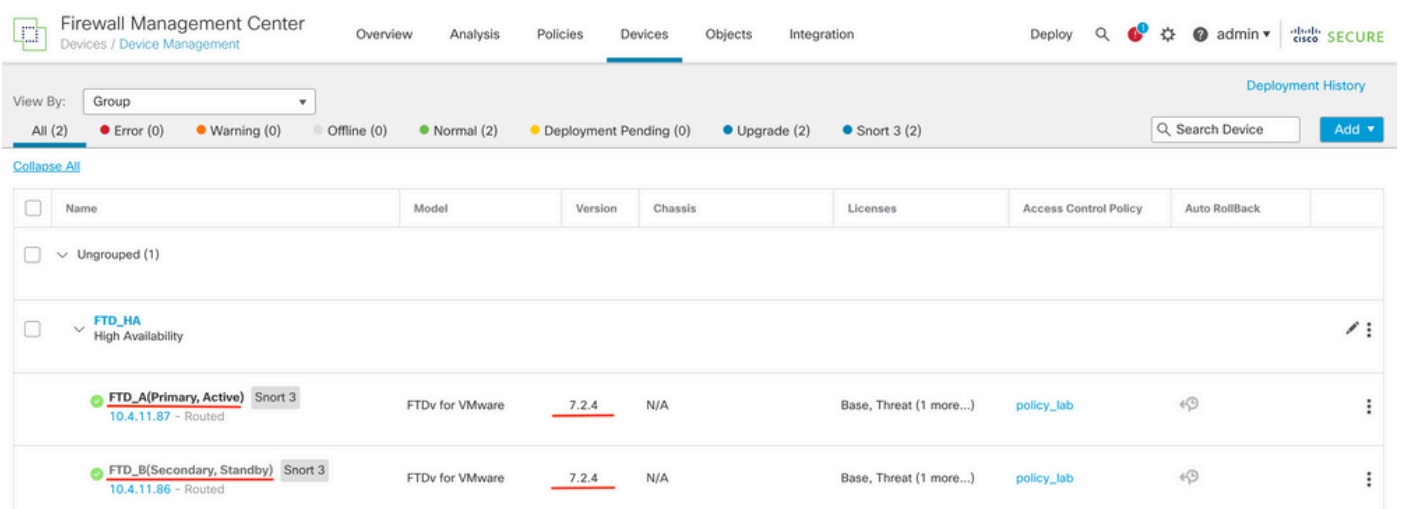 Firewall Management Center
Devices / Device Management
Overview Analysis Policies Devices Objects Integration
Deploy 1 admin cisco SECURE
Deployment History
View By: Group
All (2) Error (0) Warning (0) Offline (0) Normal (2) Deployment Pending (0) Upgrade (2) Snort 3 (2) Search Device Add
Collapse All
Name Model Version Chassis Licenses Access Control Policy Auto RollBack
Ungrouped (1)
FTD_HA
High Availability
FTD_A(Primary, Active) Snort 3
10.4.11.87 - Routed
FTDv for VMware 7.2.4 N/A Base, Threat (1 more...) policy_lab
FTD_B(Secondary, Standby) Snort 3
10.4.11.86 - Routed
FTDv for VMware 7.2.4 N/A Base, Threat (1 more...) policy_lab